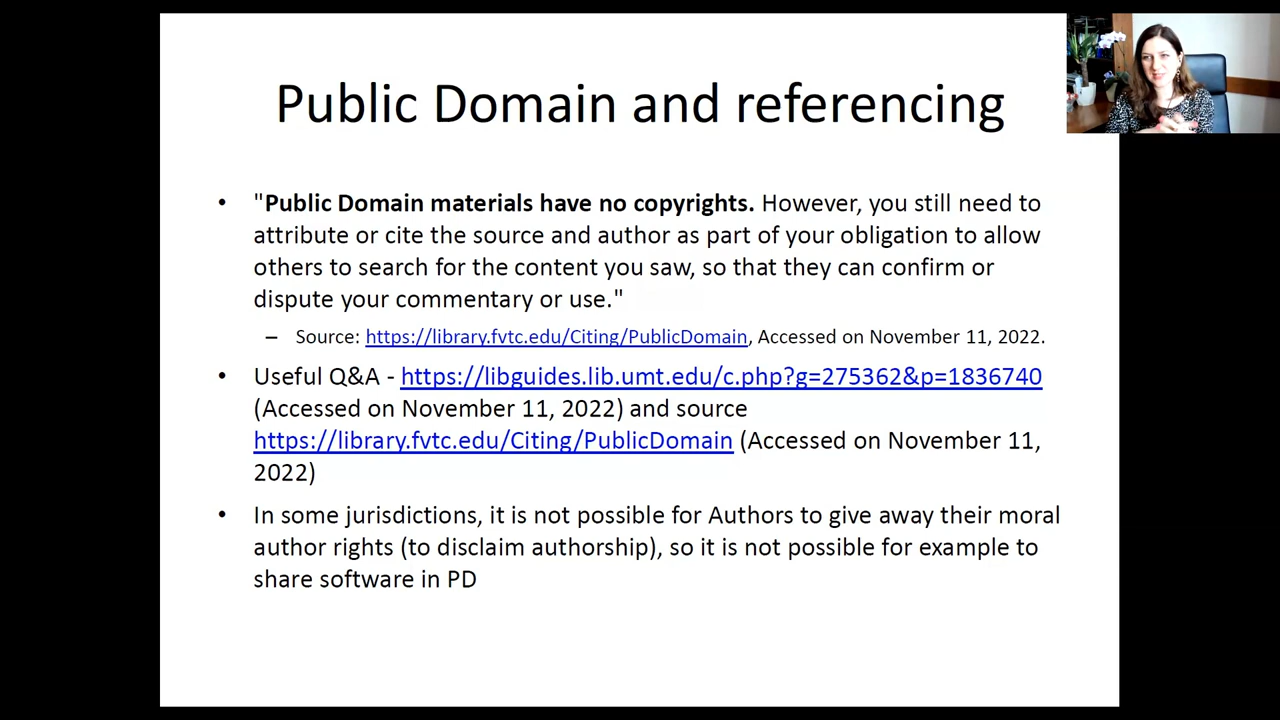 Public Domain and referencing
• "Public Domain materials have no copyrights. However, you still need to
attribute or cite the source and author as part of your obligation to allow
others to search for the content you saw, so that they can confirm or
dispute your commentary or use."
– Source: https://library.fvtc.edu/Citing/PublicDomain, Accessed on November 11, 2022.
• Useful Q&A - https://libguides.lib.umt.edu/c.php?g=275362&p=1836740
(Accessed on November 11, 2022) and source
https://library.fvtc.edu/Citing/PublicDomain (Accessed on November 11,
2022)
• In some jurisdictions, it is not possible for Authors to give away their moral
author rights (to disclaim authorship), so it is not possible for example to
share software in PD